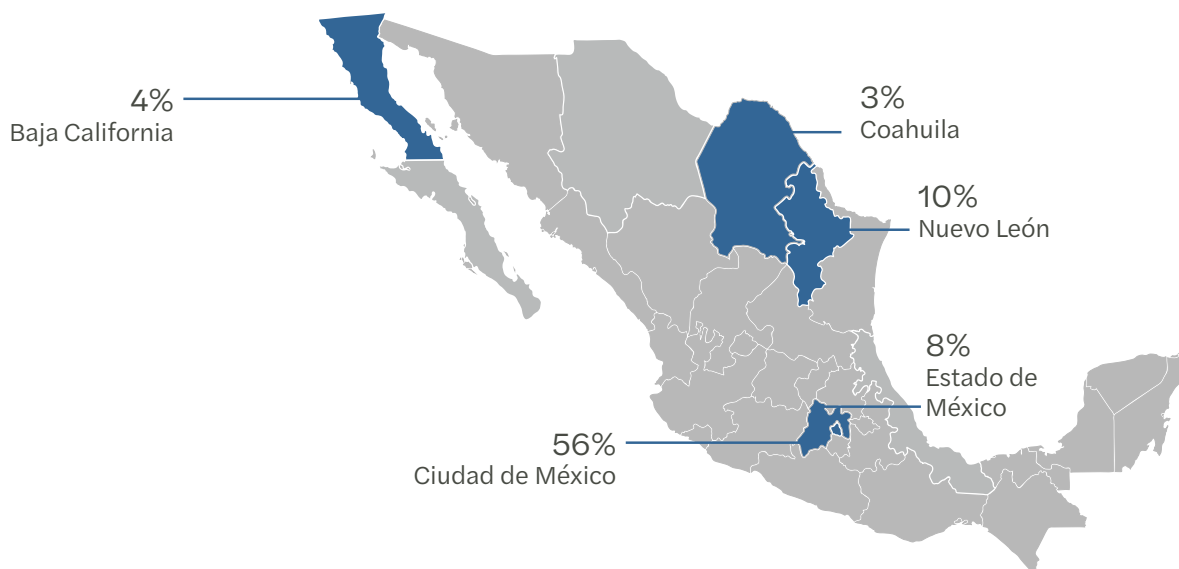 4%
Baja California
3%
Coahuila
10%
Nuevo León
8%
Estado de
México
56%
Ciudad de México